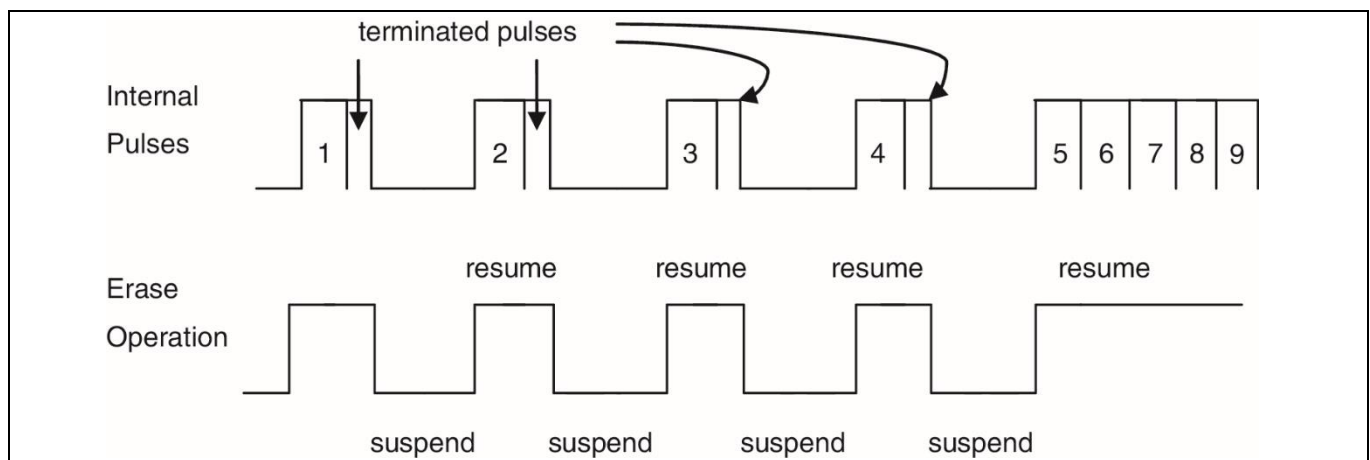 terminated pulses
Internal
Pulses
1 2 3 4 5 6 7 8 9
resume resume resume resume
Erase
Operation
suspend suspend suspend suspend